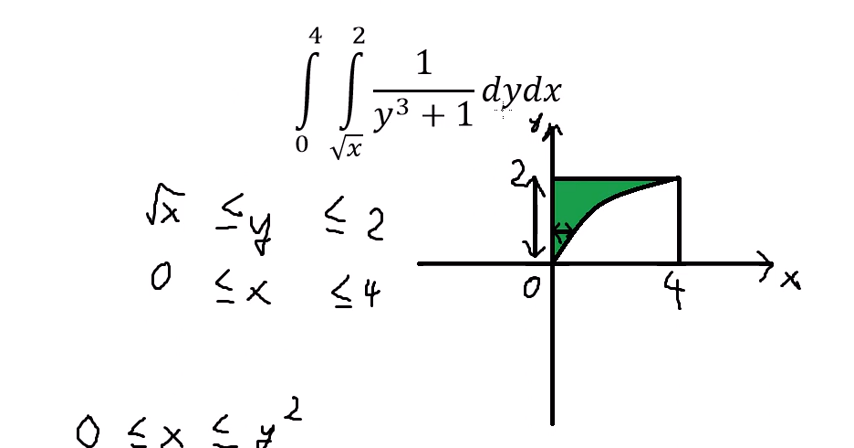 ∫₀⁴ ∫_{√x}² 1/(y³ + 1) dydx
y
2
√x ≤ y ≤ 2
0 ≤ x ≤ 4
0 4 x
0 ≤ x ≤ y²